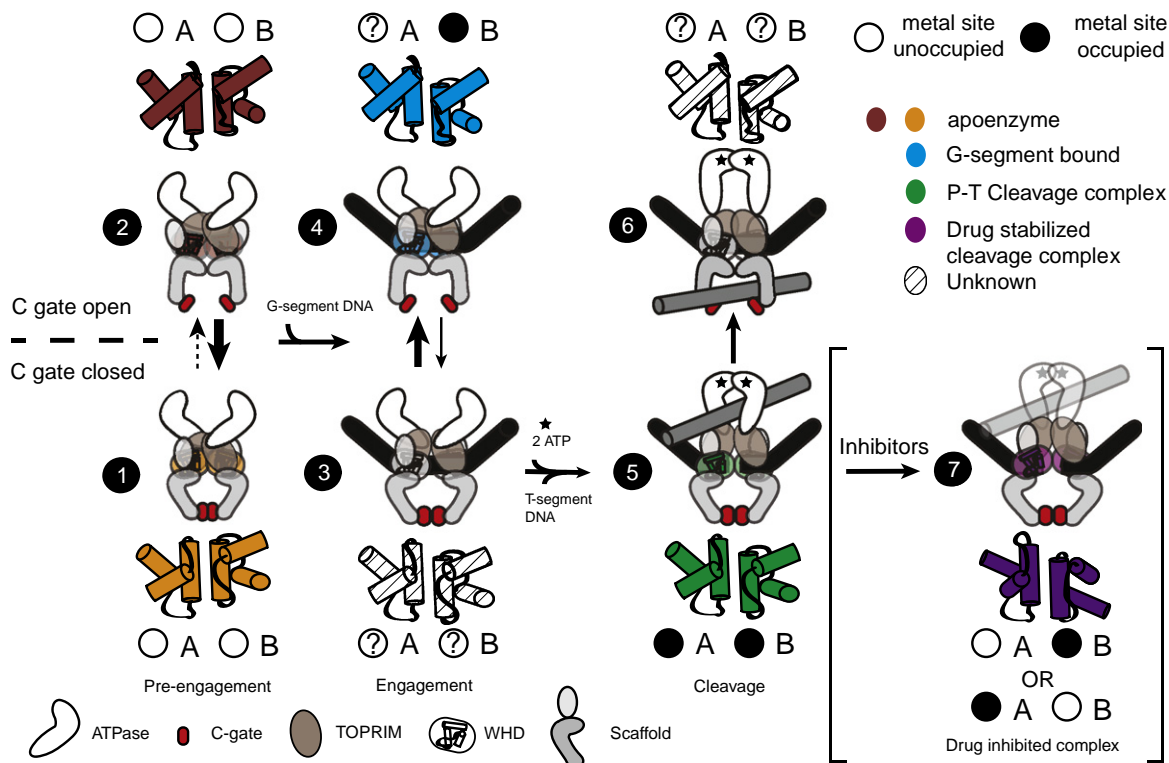 A B
? A B
? A ? B
metal site
unoccupied
metal site
occupied
apoenzyme
G-segment bound
P-T Cleavage complex
Drug stabilized
cleavage complex
Unknown
2
4
6
C gate open
G-segment DNA
C gate closed
2 ATP
T-segment
DNA
Inhibitors
1
3
5
7
A B
? A ? B
A B
A B
OR
A B
Pre-engagement
Engagement
Cleavage
Drug inhibited complex
ATPase
C-gate
TOPRIM
WHD
Scaffold